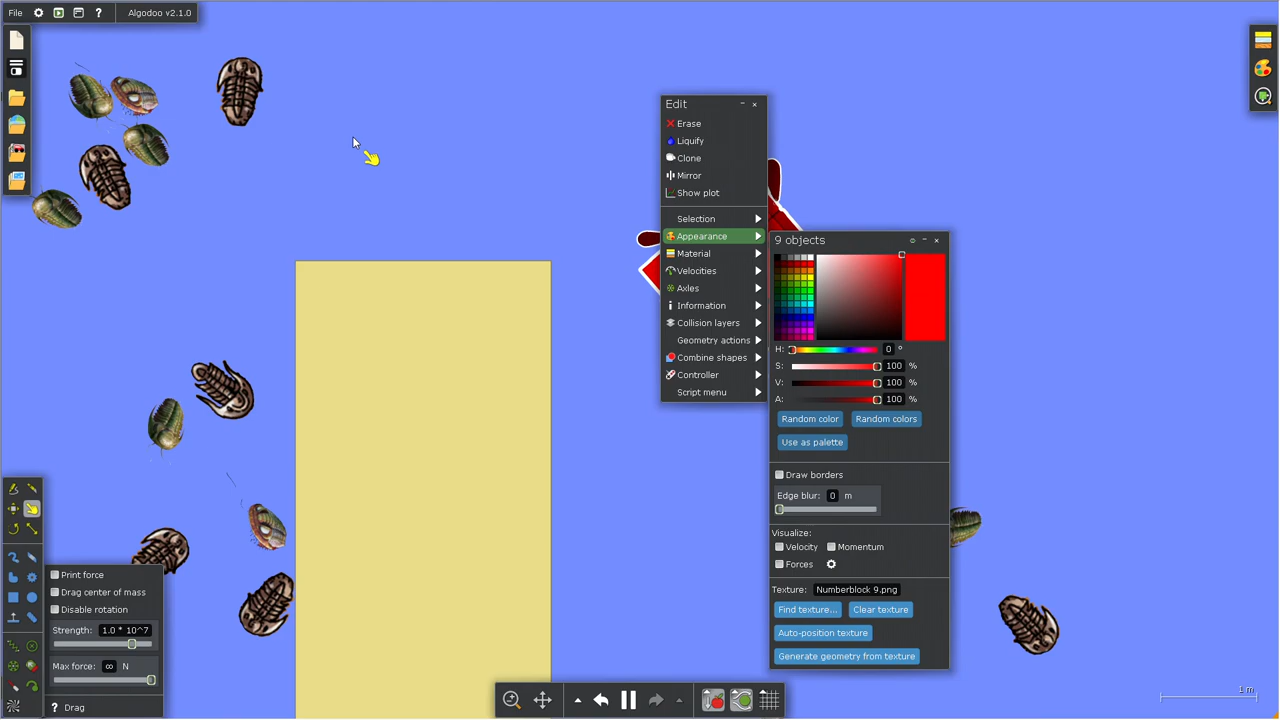 File ? Algodoo v2.1.0
Edit
Erase
Liquify
Clone
Mirror
Show plot
Selection
Appearance
Material
Velocities
Axles
Information
Collision layers
Geometry actions
Combine shapes
Controller
Script menu
9 objects
H: 0 °
S: 100 %
V: 100 %
A: 100 %
Random color Random colors
Use as palette
Draw borders
Edge blur: 0 m
Visualize:
Velocity Momentum
Forces
Texture: Numberblock 9.png
Find texture... Clear texture
Auto-position texture
Generate geometry from texture
Print force
Drag center of mass
Disable rotation
Strength: 1.0 * 10^7
Max force: ∞ N
? Drag
1 m